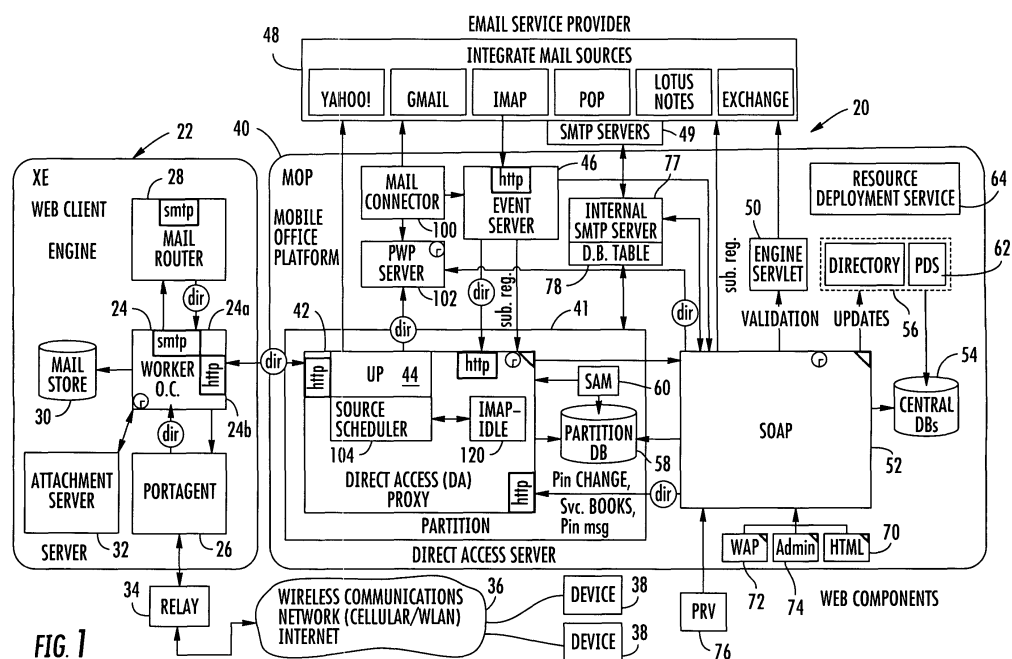 EMAIL SERVICE PROVIDER
48
INTEGRATE MAIL SOURCES
YAHOO!
GMAIL
IMAP
POP
LOTUS
NOTES
EXCHANGE
20
SMTP SERVERS
49
22
40
XE
WEB CLIENT
ENGINE
28
smtp
MAIL
ROUTER
dir
24
24a
smtp
WORKER
O.C.
http
r
24b
MAIL
STORE
30
dir
ATTACHMENT
SERVER
32
PORTAGENT
26
SERVER
MOP
MOBILE
OFFICE
PLATFORM
MAIL
CONNECTOR
100
http
EVENT
SERVER
46
77
INTERNAL
SMTP SERVER
D.B. TABLE
78
PWP
SERVER
r
102
dir
sub. reg.
dir
dir
sub. reg.
50
ENGINE
SERVLET
VALIDATION
RESOURCE
DEPLOYMENT SERVICE
64
DIRECTORY
PDS
62
56
UPDATES
54
CENTRAL
DBs
42
41
dir
http
UP
44
http
r
SOURCE
SCHEDULER
104
IMAP-
IDLE
120
DIRECT ACCESS (DA)
PROXY
http
SAM
60
PARTITION
DB
58
Pin CHANGE,
Svc. BOOKS,
Pin msg
dir
PARTITION
DIRECT ACCESS SERVER
r
SOAP
52
WAP
Admin
HTML
70
72
74
WEB COMPONENTS
PRV
76
34
RELAY
WIRELESS COMMUNICATIONS
NETWORK (CELLULAR/WLAN)
INTERNET
36
DEVICE
38
DEVICE
38
FIG. 1